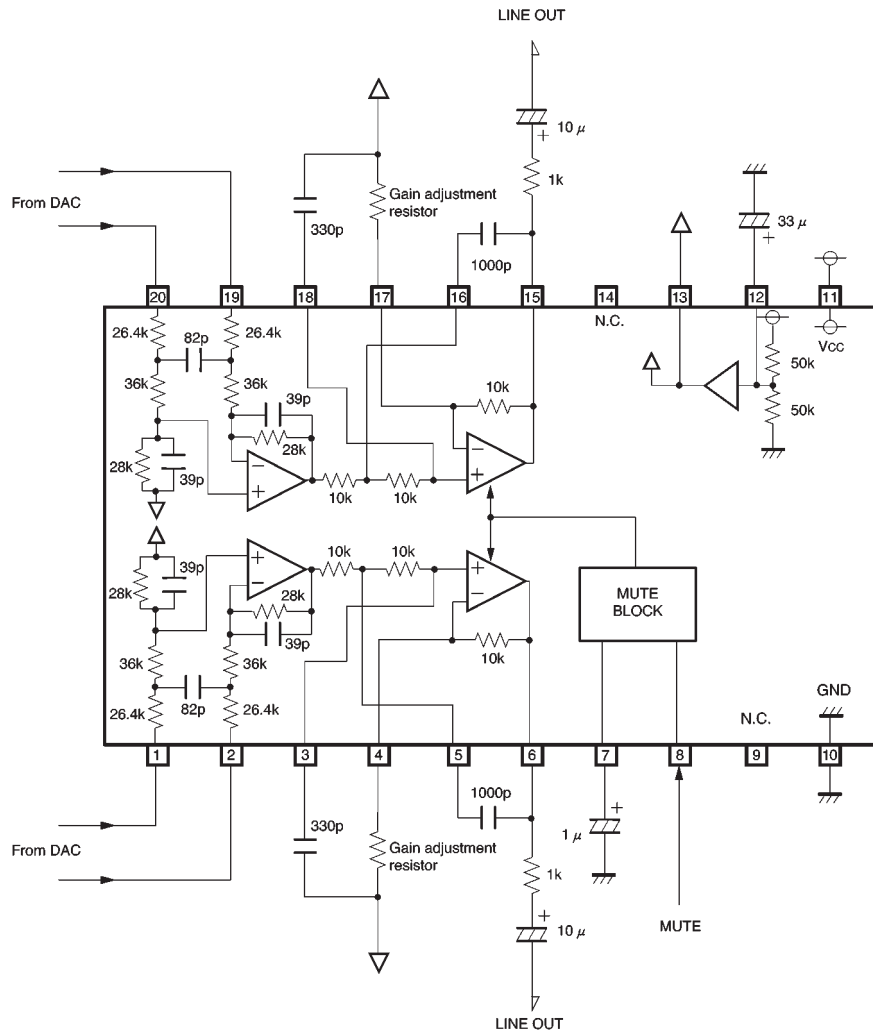 LINE OUT
10 μ
+
1k
Gain adjustment
resistor
330p
1000p
33 μ
+
From DAC
20
19
18
17
16
15
14
13
12
11
N.C.
VCC
26.4k
26.4k
82p
36k
36k
39p
28k
28k
39p
10k
10k
10k
50k
50k
−
+
−
+
39p
28k
10k
10k
+
−
+
−
28k
39p
10k
36k
36k
82p
26.4k
26.4k
MUTE
BLOCK
GND
N.C.
1
2
3
4
5
6
7
8
9
10
From DAC
330p
Gain adjustment
resistor
1000p
1k
+
10 μ
1 μ
+
MUTE
LINE OUT